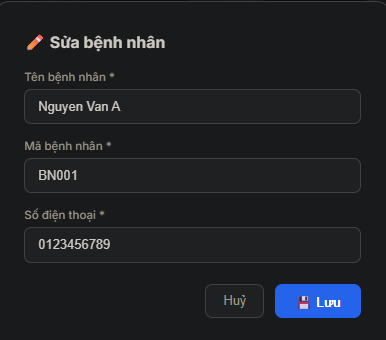 Sửa bệnh nhân
Tên bệnh nhân *
Nguyen Van A
Mã bệnh nhân *
BN001
Số điện thoại *
0123456789
Huỷ
Lưu